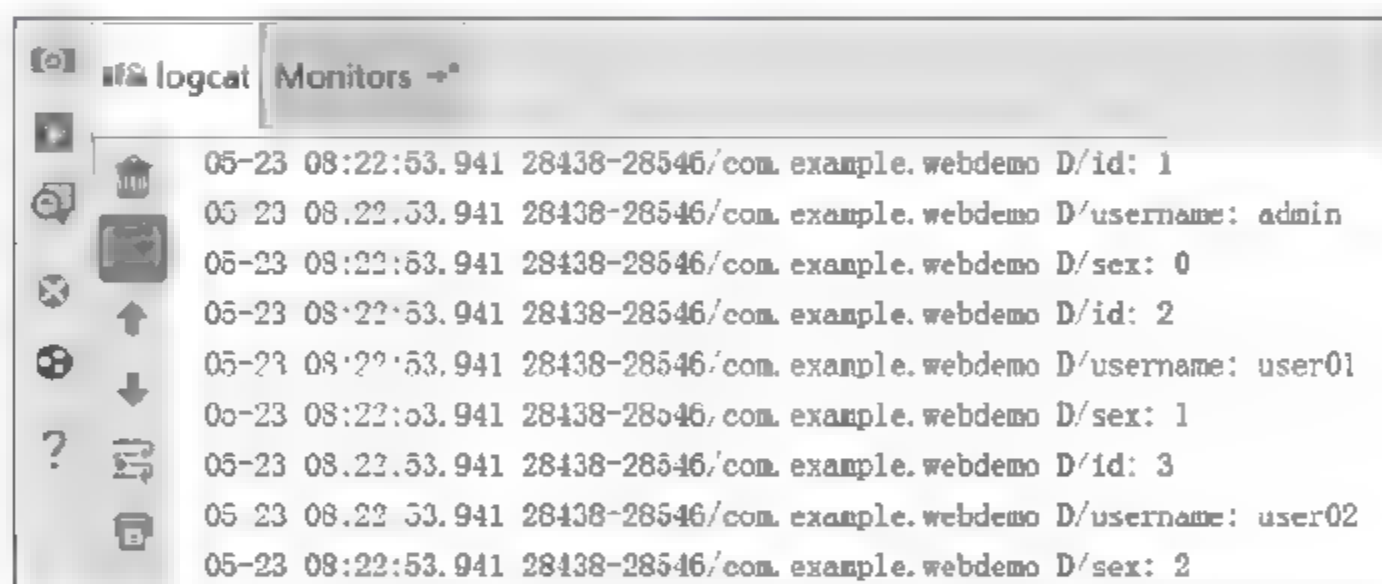 logcat Monitors
05-23 08:22:53.941 28438-28546/com.example.webdemo D/id: 1
05-23 08:22:53.941 28438-28546/com.example.webdemo D/username: admin
05-23 08:22:53.941 28438-28546/com.example.webdemo D/sex: 0
05-23 08:22:53.941 28438-28546/com.example.webdemo D/id: 2
05-23 08:22:53.941 28438-28546/com.example.webdemo D/username: user01
05-23 08:22:53.941 28438-28546/com.example.webdemo D/sex: 1
05-23 08:22:53.941 28438-28546/com.example.webdemo D/id: 3
05-23 08:22:53.941 28438-28546/com.example.webdemo D/username: user02
05-23 08:22:53.941 28438-28546/com.example.webdemo D/sex: 2